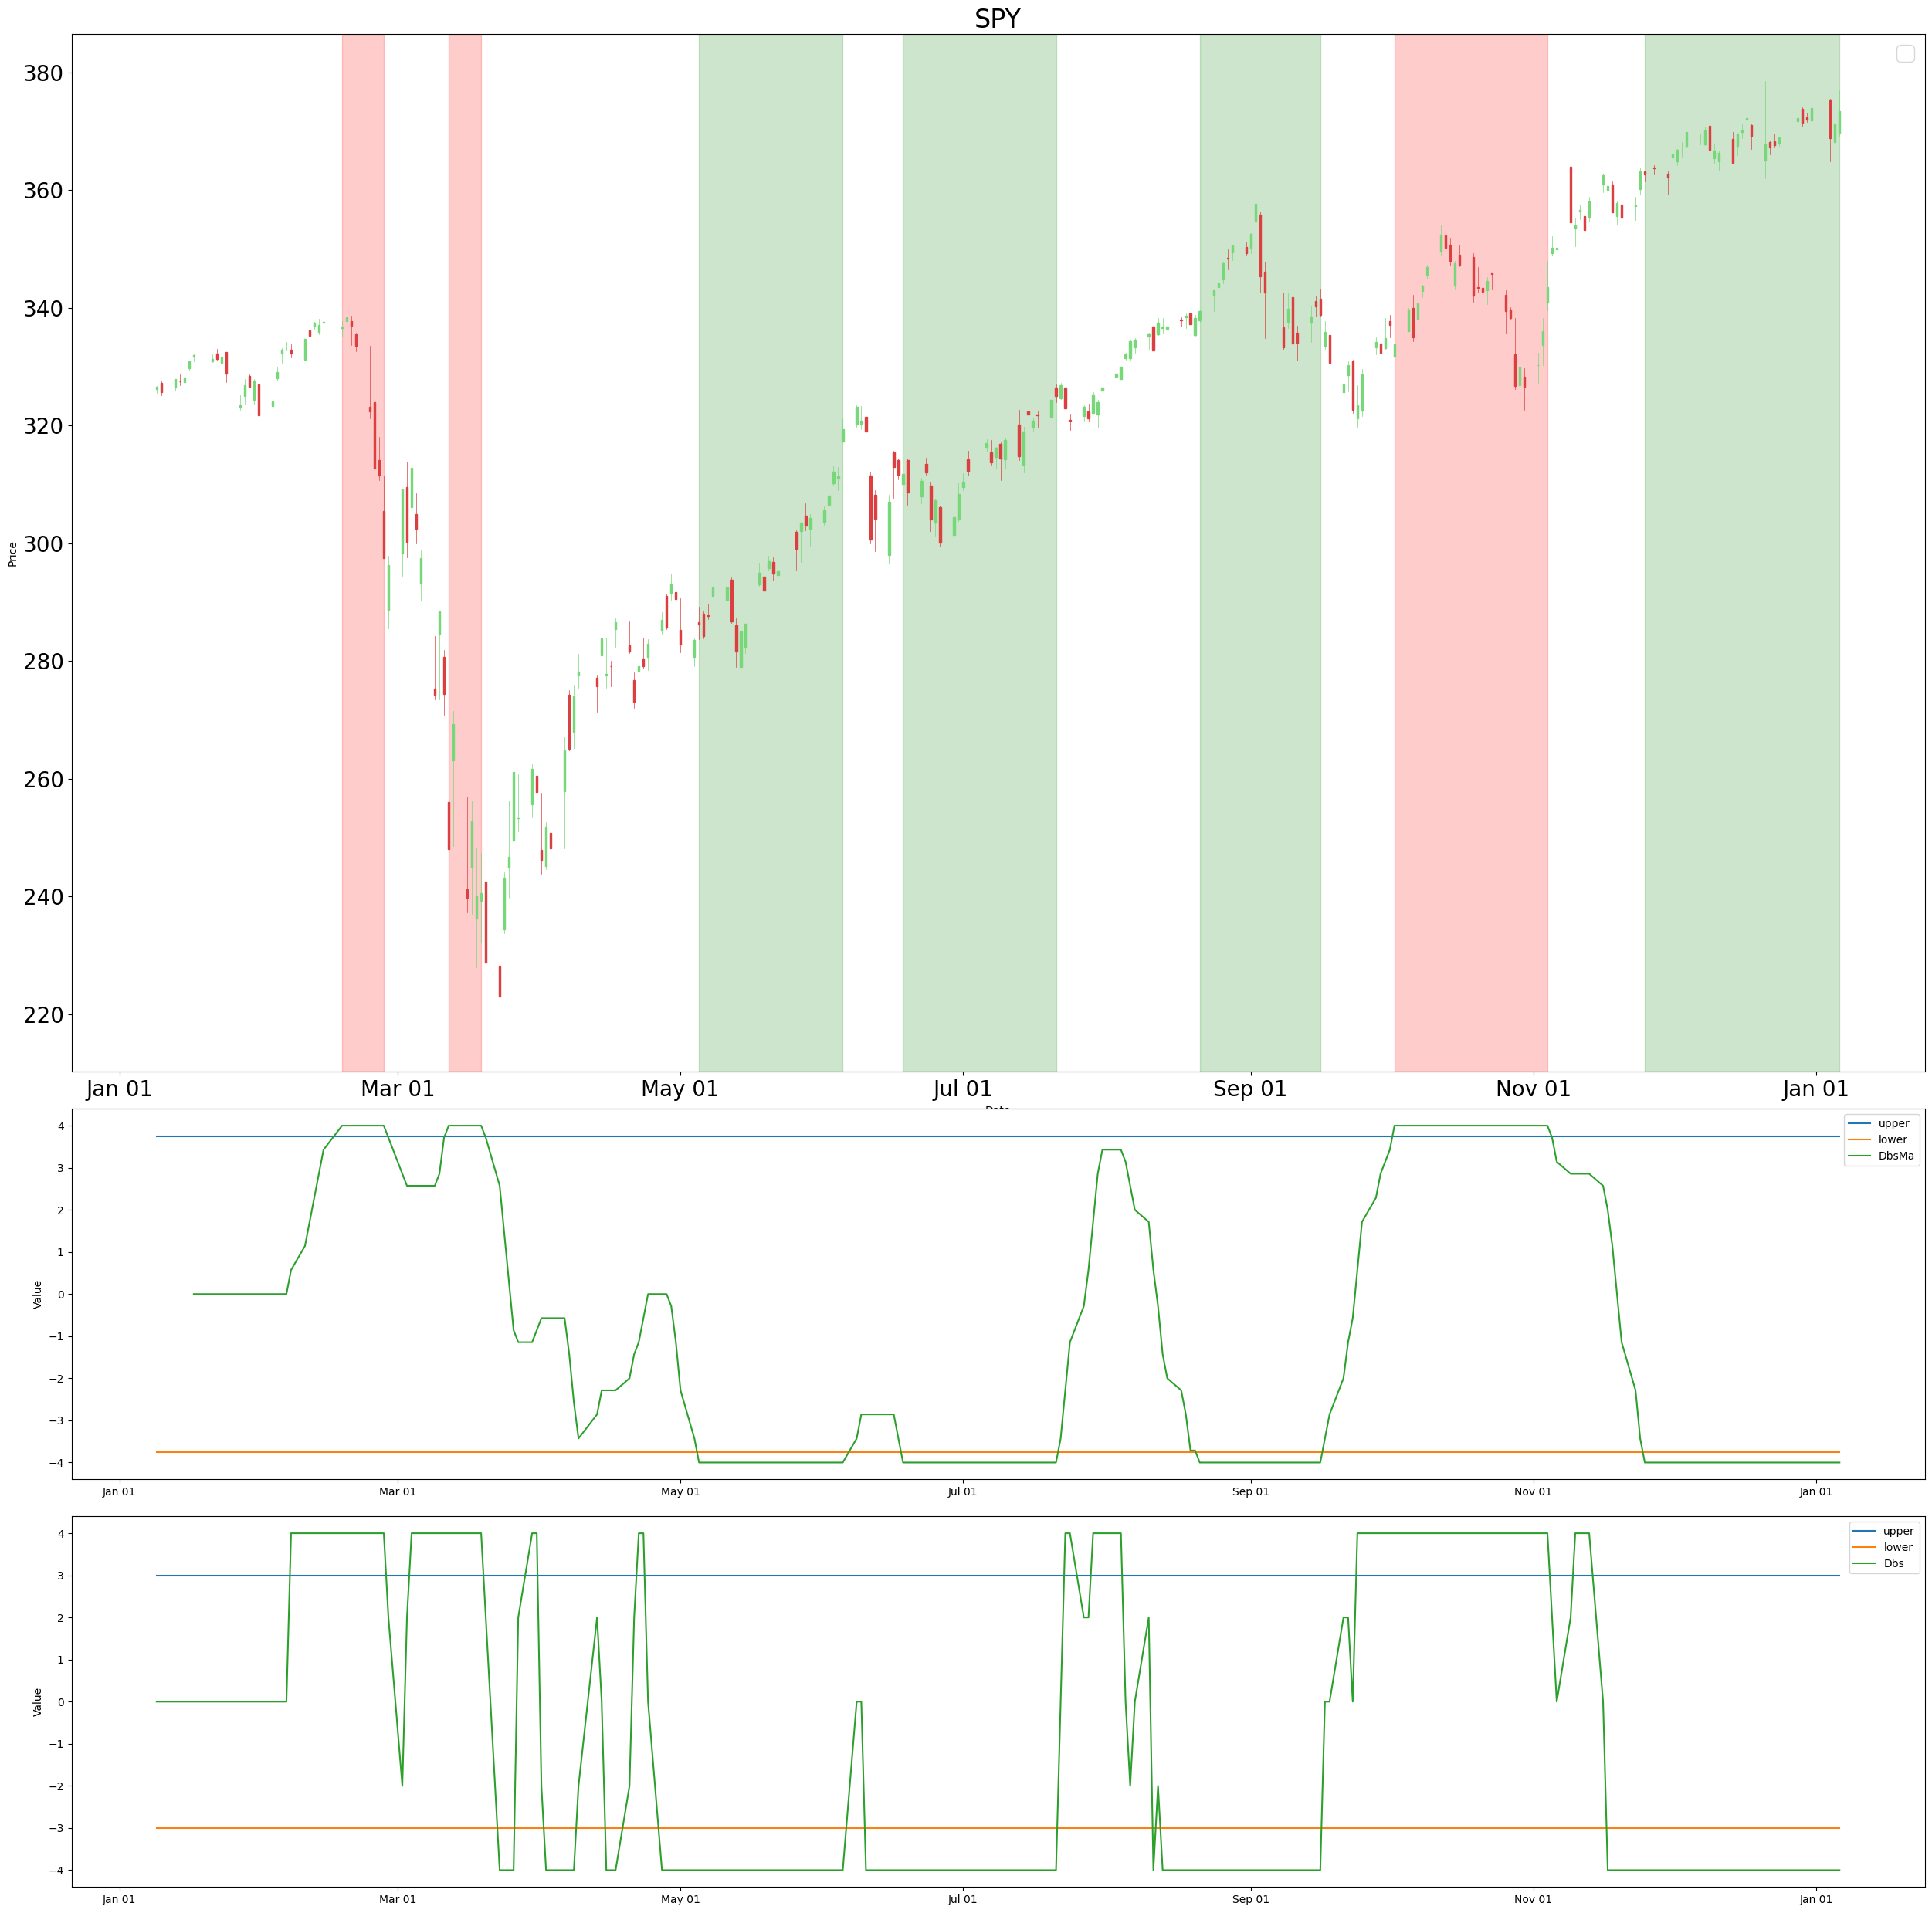 SPY
380
360
340
320
300
280
260
240
220
Price
Jan 01 Mar 01 May 01 Jul 01 Sep 01 Nov 01 Jan 01
Date
4
3
2
1
0
−1
−2
−3
−4
Value
upper
lower
DbsMa
Jan 01 Mar 01 May 01 Jul 01 Sep 01 Nov 01 Jan 01
4
3
2
1
0
−1
−2
−3
−4
Value
upper
lower
Dbs
Jan 01 Mar 01 May 01 Jul 01 Sep 01 Nov 01 Jan 01